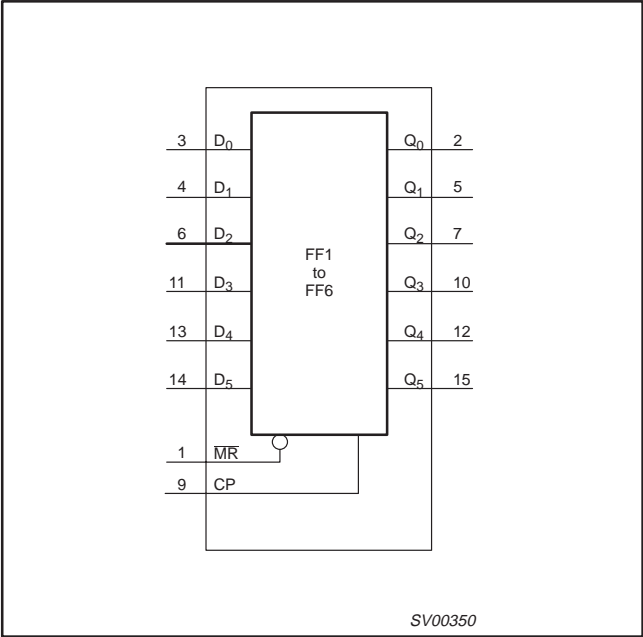 3 D0 Q0 2
4 D1 Q1 5
6 D2 Q2 7
FF1
to
FF6
11 D3 Q3 10
13 D4 Q4 12
14 D5 Q5 15
1 M̅R̅
9 CP
SV00350